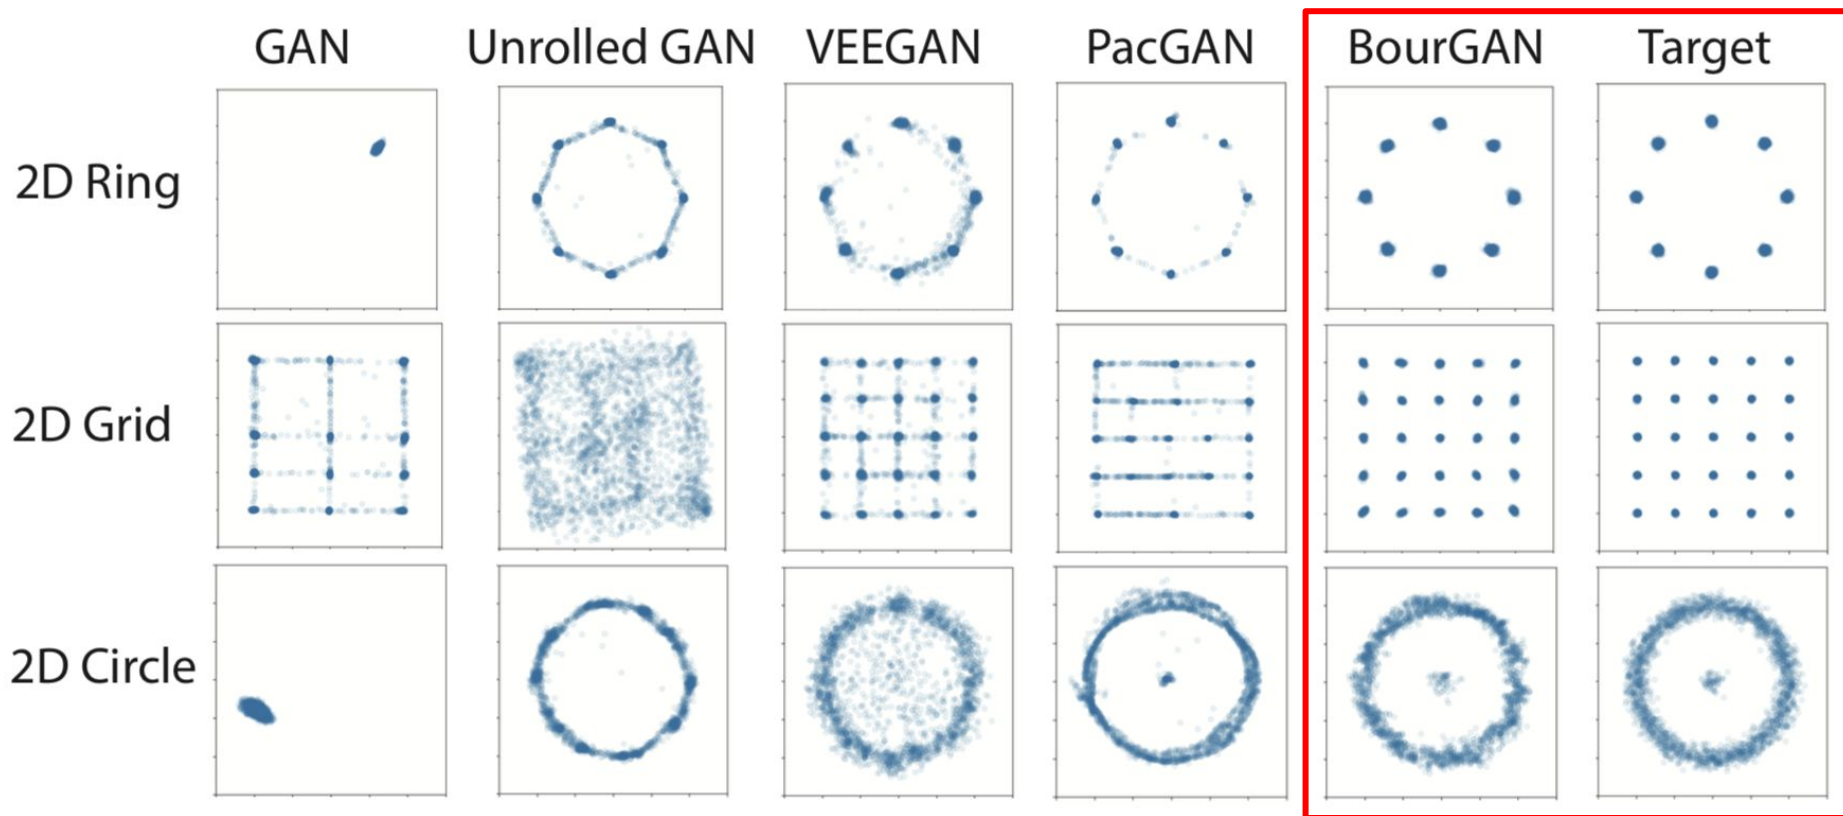 GAN Unrolled GAN VEEGAN PacGAN BourGAN Target
2D Ring
2D Grid
2D Circle